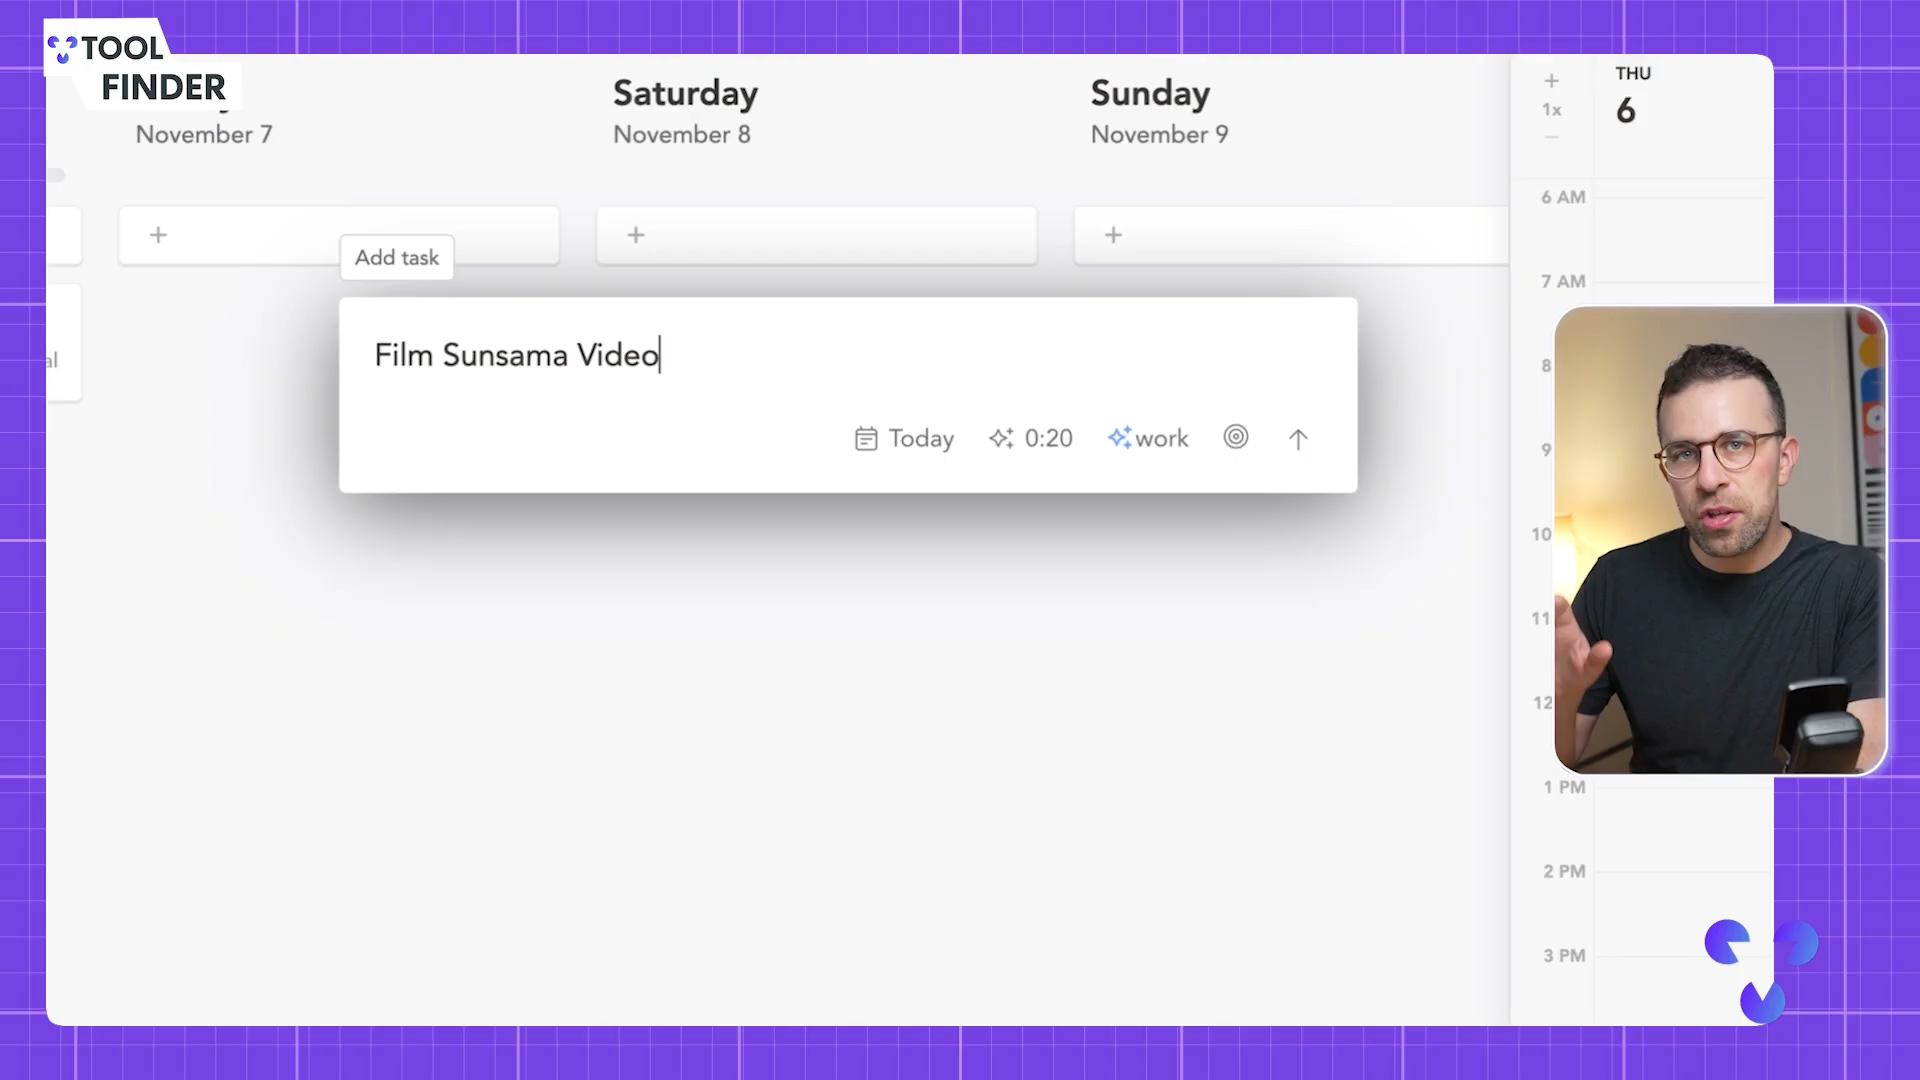 TOOL
FINDER
November 7
Saturday
November 8
Sunday
November 9
1x
THU
6
Add task
Film Sunsama Video
Today
0:20
work
al
6 AM
7 AM
8
9
10
11
12
1 PM
2 PM
3 PM